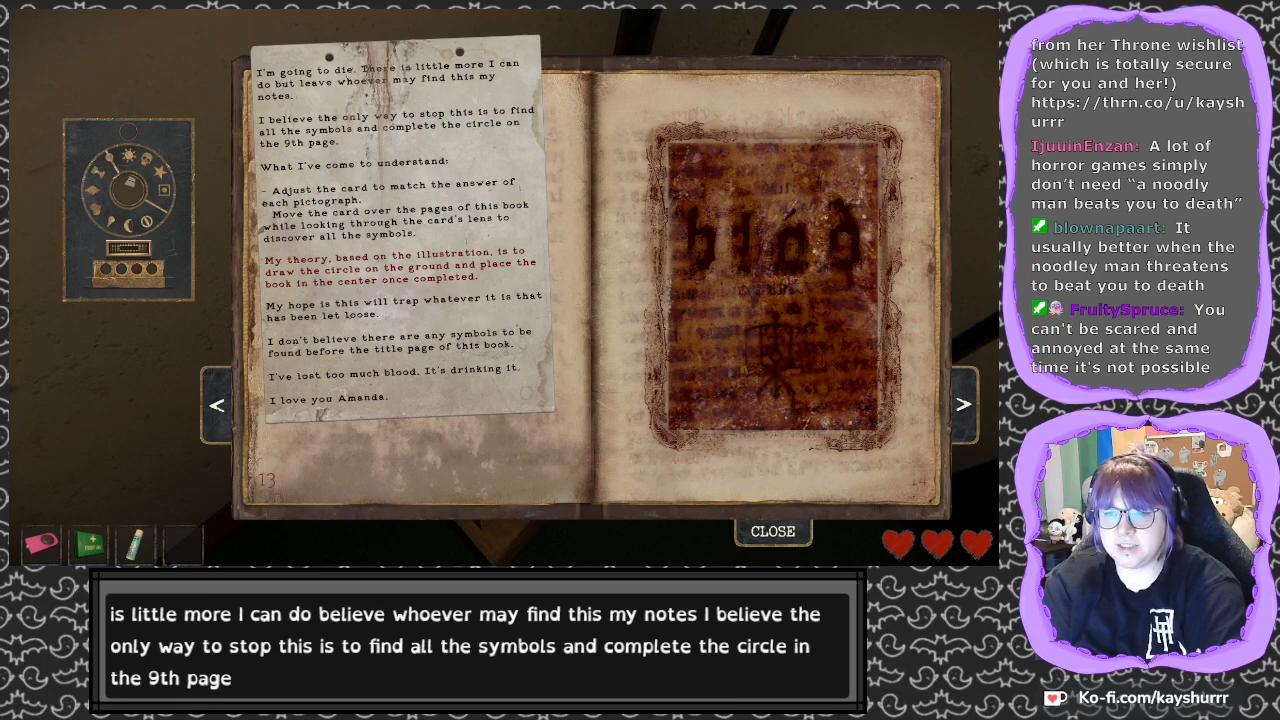 I'm going to die. There is little more I can
do but leave whoever may find this my
notes.
I believe the only way to stop this is to find
all the symbols and complete the circle on
the 9th page.
What I've come to understand:
- Adjust the card to match the answer of
each pictograph.
Move the card over the pages of this book
while looking through the card's lens to
discover all the symbols.
My theory, based on the illustration, is to
draw the circle on the ground and place the
book in the center once completed.
My hope is this will trap whatever it is that
has been let loose.
I don't believe there are any symbols to be
found before the title page of this book.
I've lost too much blood. It's drinking it.
I love you Amanda.
13
14
<
>
CLOSE
is little more I can do believe whoever may find this my notes I believe the
only way to stop this is to find all the symbols and complete the circle in
the 9th page
from her Throne wishlist
(which is totally secure
for you and her!)
https://thrn.co/u/kaysh
urrr
IjuuinEnzan: A lot of
horror games simply
don't need “a noodly
man beats you to death”
blownapaart: It
usually better when the
noodley man threatens
to beat you to death
FruitySpruce: You
can't be scared and
annoyed at the same
time it's not possible
Ko-fi.com/kayshurrr